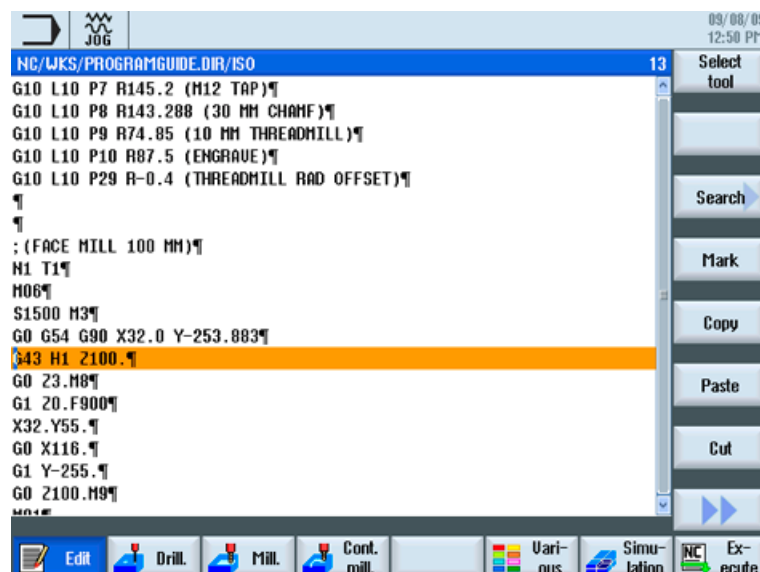 JOG
09/08/0
12:50 PM
NC/WKS/PROGRAMGUIDE.DIR/ISO 13
G10 L10 P7 R145.2 (M12 TAP)¶
G10 L10 P8 R143.288 (30 MM CHAMF)¶
G10 L10 P9 R74.85 (10 MM THREADMILL)¶
G10 L10 P10 R87.5 (ENGRAVE)¶
G10 L10 P29 R-0.4 (THREADMILL RAD OFFSET)¶
¶
¶
;(FACE MILL 100 MM)¶
N1 T1¶
M06¶
S1500 M3¶
G0 G54 G90 X32.0 Y-253.883¶
G43 H1 Z100.¶
G0 Z3.M8¶
G1 Z0.F900¶
X32.Y55.¶
G0 X116.¶
G1 Y-255.¶
G0 Z100.M9¶
M01¶
Select
tool
Search
Mark
Copy
Paste
Cut
Edit
Drill.
Mill.
Cont.
mill.
Vari-
ous
Simu-
lation
NC
Ex-
ecute